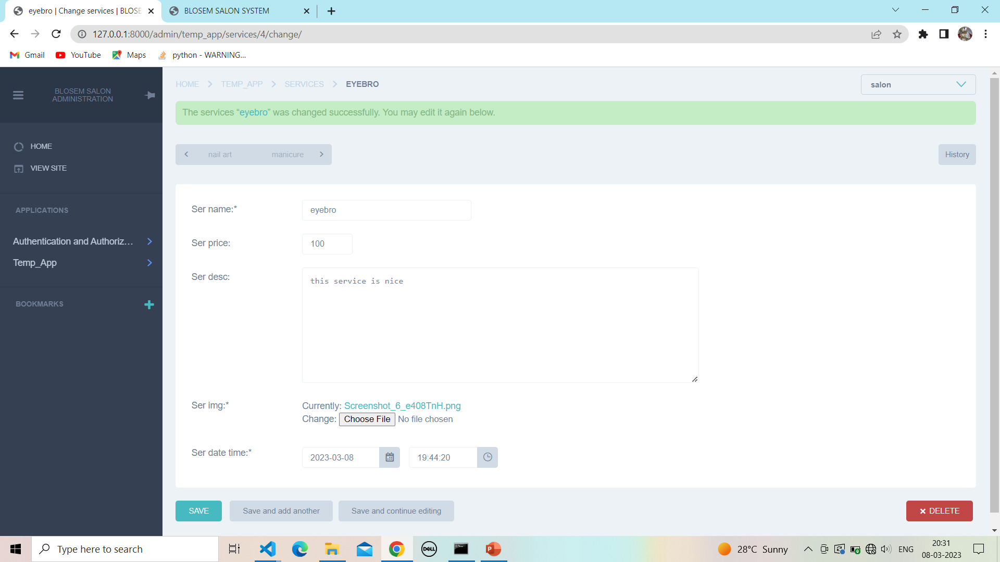 eyebro | Change services | BLOSE
BLOSEM SALON SYSTEM
127.0.0.1:8000/admin/temp_app/services/4/change/
Gmail
YouTube
Maps
python - WARNING...
BLOSEM SALON
ADMINISTRATION
HOME
VIEW SITE
APPLICATIONS
Authentication and Authoriz...
Temp_App
BOOKMARKS
HOME > TEMP_APP > SERVICES > EYEBRO
salon
The services “eyebro” was changed successfully. You may edit it again below.
nail art
manicure
History
Ser name:*
eyebro
Ser price:
100
Ser desc:
this service is nice
Ser img:*
Currently: Screenshot_6_e408TnH.png
Change: Choose File No file chosen
Ser date time:*
2023-03-08
19:44:20
SAVE
Save and add another
Save and continue editing
DELETE
Type here to search
DELL
P
28°C Sunny
ENG
20:31
08-03-2023